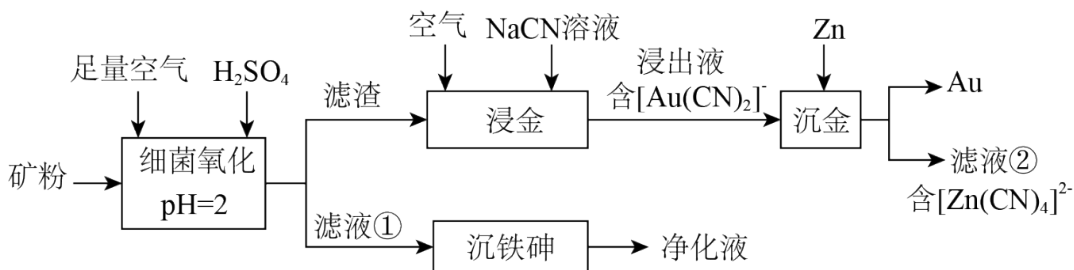 空气
NaCN溶液
Zn
足量空气
H₂SO₄
滤渣
浸出液
含[Au(CN)₂]⁻
Au
矿粉
细菌氧化
pH=2
浸金
沉金
滤液②
含[Zn(CN)₄]²⁻
滤液①
沉铁砷
净化液